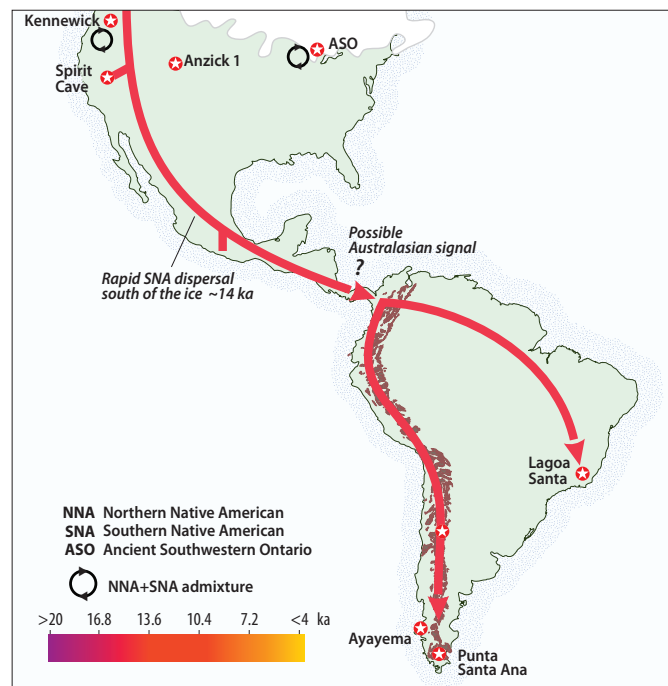 Kennewick
ASO
Anzick 1
Spirit
Cave
Possible
Australasian signal
?
Rapid SNA dispersal
south of the ice ~14 ka
Lagoa
Santa
NNA Northern Native American
SNA Southern Native American
ASO Ancient Southwestern Ontario
NNA+SNA admixture
>20 16.8 13.6 10.4 7.2 <4 ka
Ayayema
Punta
Santa Ana